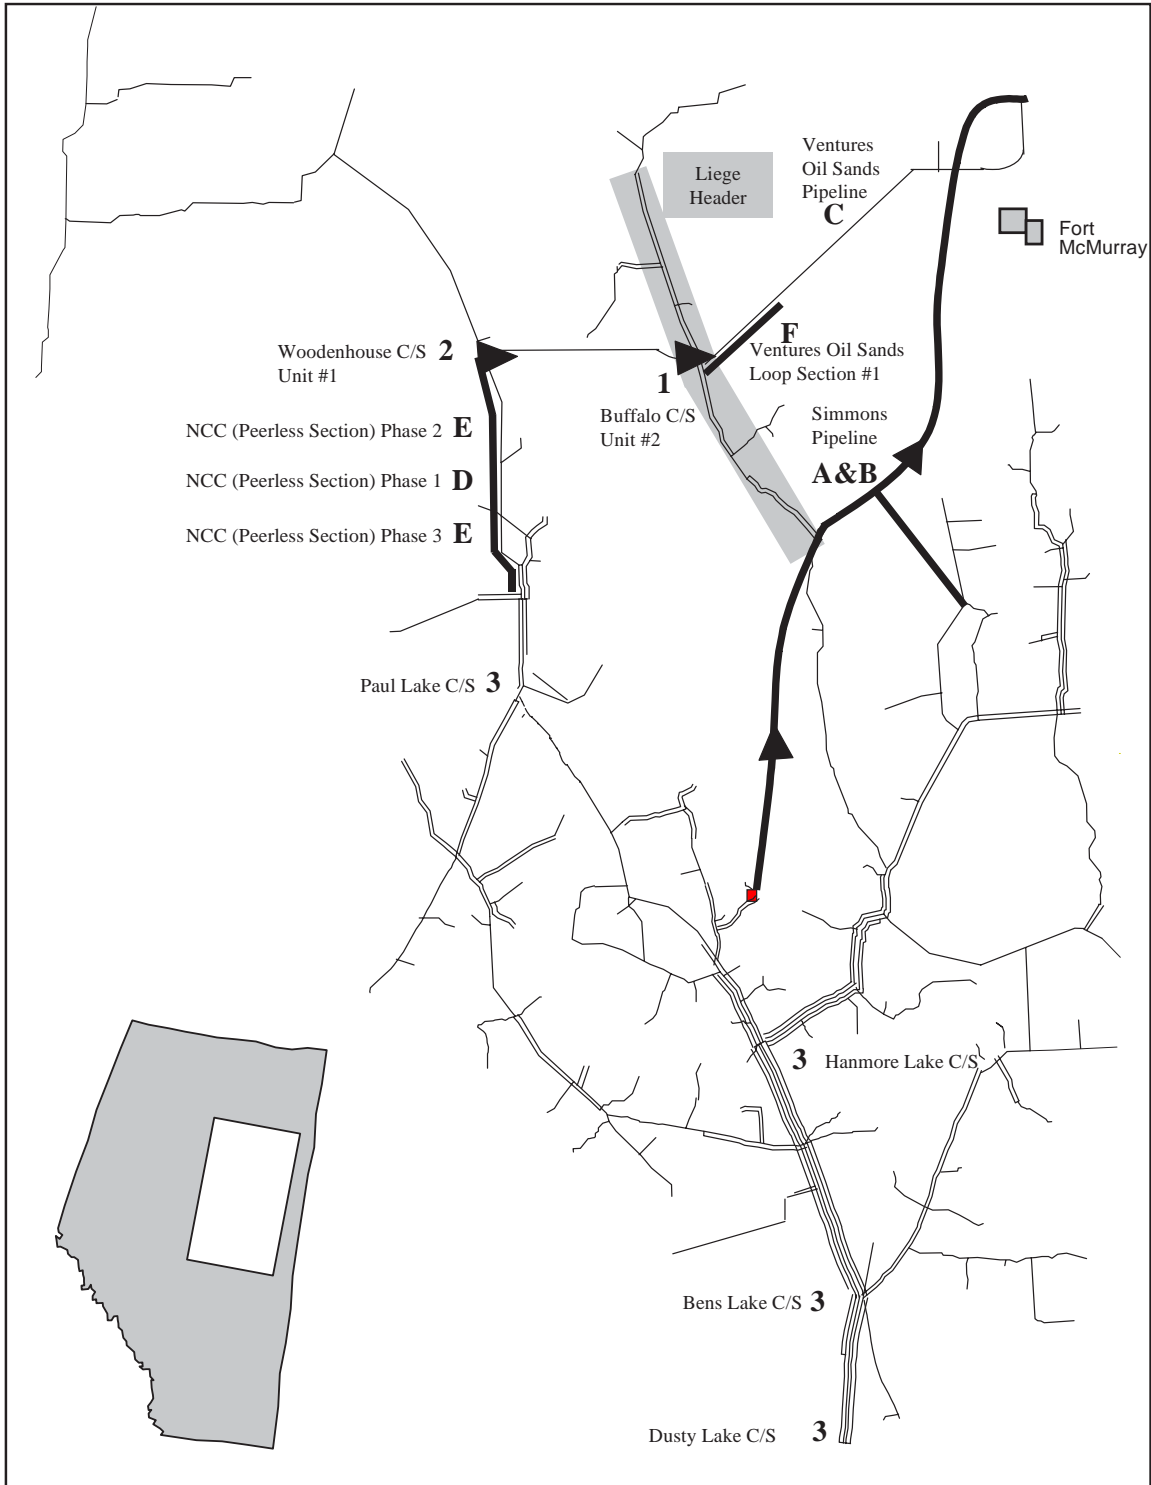 Liege
Header
Ventures
Oil Sands
Pipeline
C
Fort
McMurray
Woodenhouse C/S 2
Unit #1
F
Ventures Oil Sands
Loop Section #1
1
Buffalo C/S
Unit #2
Simmons
Pipeline
A&B
NCC (Peerless Section) Phase 2 E
NCC (Peerless Section) Phase 1 D
NCC (Peerless Section) Phase 3 E
Paul Lake C/S 3
3 Hanmore Lake C/S
Bens Lake C/S 3
Dusty Lake C/S 3